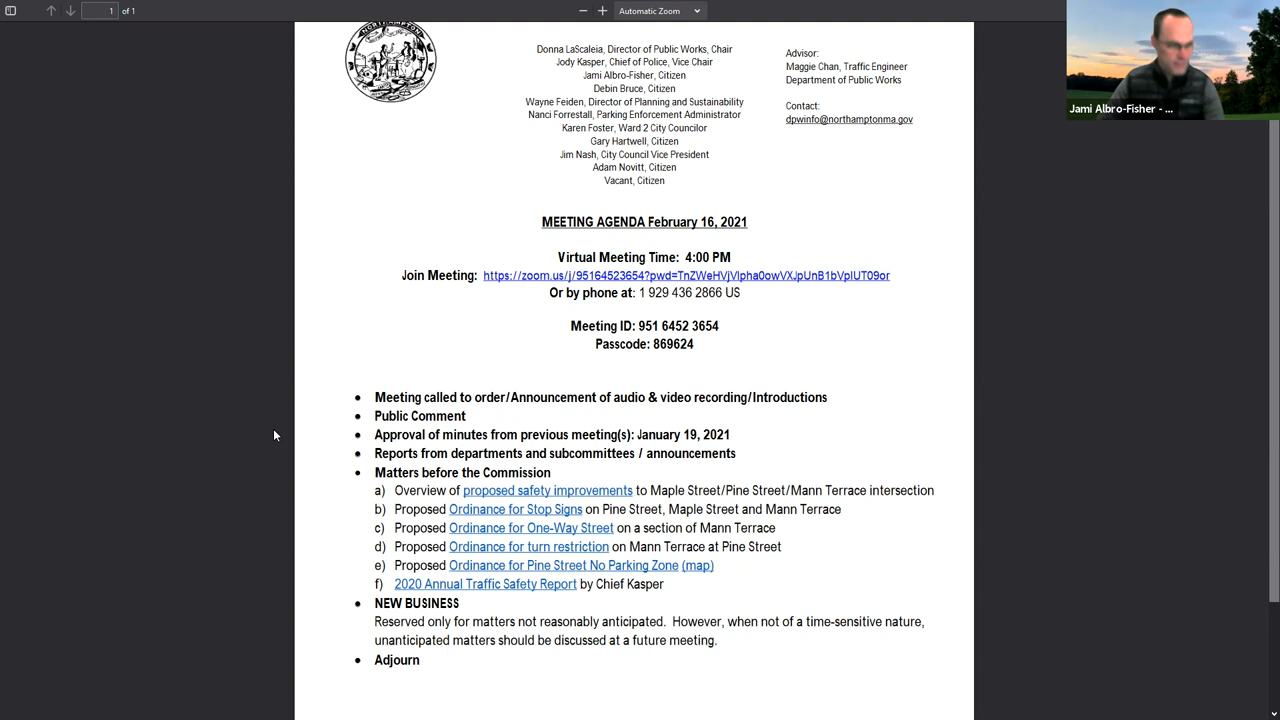 1
of 1
Automatic Zoom
NORTHAMPTON
Donna LaScaleia, Director of Public Works, Chair
Jody Kasper, Chief of Police, Vice Chair
Jami Albro-Fisher, Citizen
Debin Bruce, Citizen
Wayne Feiden, Director of Planning and Sustainability
Nanci Forrestall, Parking Enforcement Administrator
Karen Foster, Ward 2 City Councilor
Gary Hartwell, Citizen
Jim Nash, City Council Vice President
Adam Novitt, Citizen
Vacant, Citizen
Advisor:
Maggie Chan, Traffic Engineer
Department of Public Works
Contact:
dpwinfo@northamptonma.gov
Jami Albro-Fisher - ...
MEETING AGENDA February 16, 2021
Virtual Meeting Time: 4:00 PM
Join Meeting: https://zoom.us/j/95164523654?pwd=TnZWeHVjVlpha0owVXJpUnB1bVplUT09or
Or by phone at: 1 929 436 2866 US
Meeting ID: 951 6452 3654
Passcode: 869624
• Meeting called to order/Announcement of audio & video recording/Introductions
• Public Comment
• Approval of minutes from previous meeting(s): January 19, 2021
• Reports from departments and subcommittees / announcements
• Matters before the Commission
a) Overview of proposed safety improvements to Maple Street/Pine Street/Mann Terrace intersection
b) Proposed Ordinance for Stop Signs on Pine Street, Maple Street and Mann Terrace
c) Proposed Ordinance for One-Way Street on a section of Mann Terrace
d) Proposed Ordinance for turn restriction on Mann Terrace at Pine Street
e) Proposed Ordinance for Pine Street No Parking Zone (map)
f) 2020 Annual Traffic Safety Report by Chief Kasper
• NEW BUSINESS
Reserved only for matters not reasonably anticipated. However, when not of a time-sensitive nature,
unanticipated matters should be discussed at a future meeting.
• Adjourn